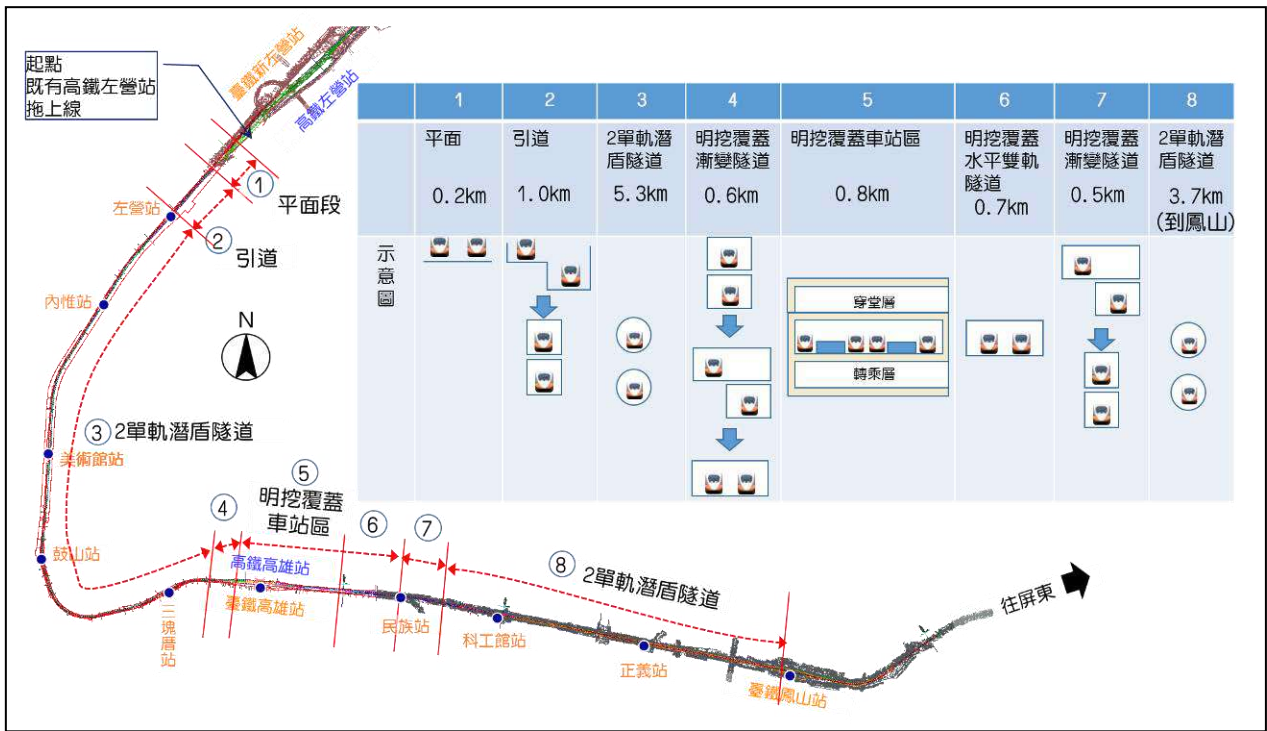 起點
既有高鐵左營站
拖上線
臺鐵新左營站
高鐵左營站
1 2 3 4 5 6 7 8
平面
0.2km
引道
1.0km
2單軌潛
盾隧道
5.3km
明挖覆蓋
漸變隧道
0.6km
明挖覆蓋車站區
0.8km
明挖覆蓋
水平雙軌
隧道
0.7km
明挖覆蓋
漸變隧道
0.5km
2單軌潛
盾隧道
3.7km
(到鳳山)
示意圖
穿堂層
轉乘層
①
平面段
左營站
②
引道
內惟站
N
③ 2單軌潛盾隧道
美術館站
鼓山站
三塊厝站
④
⑤
明挖覆蓋
車站區
⑥
⑦
高鐵高雄站
臺鐵高雄站
民族站
⑧ 2單軌潛盾隧道
科工館站
正義站
臺鐵鳳山站
往屏東